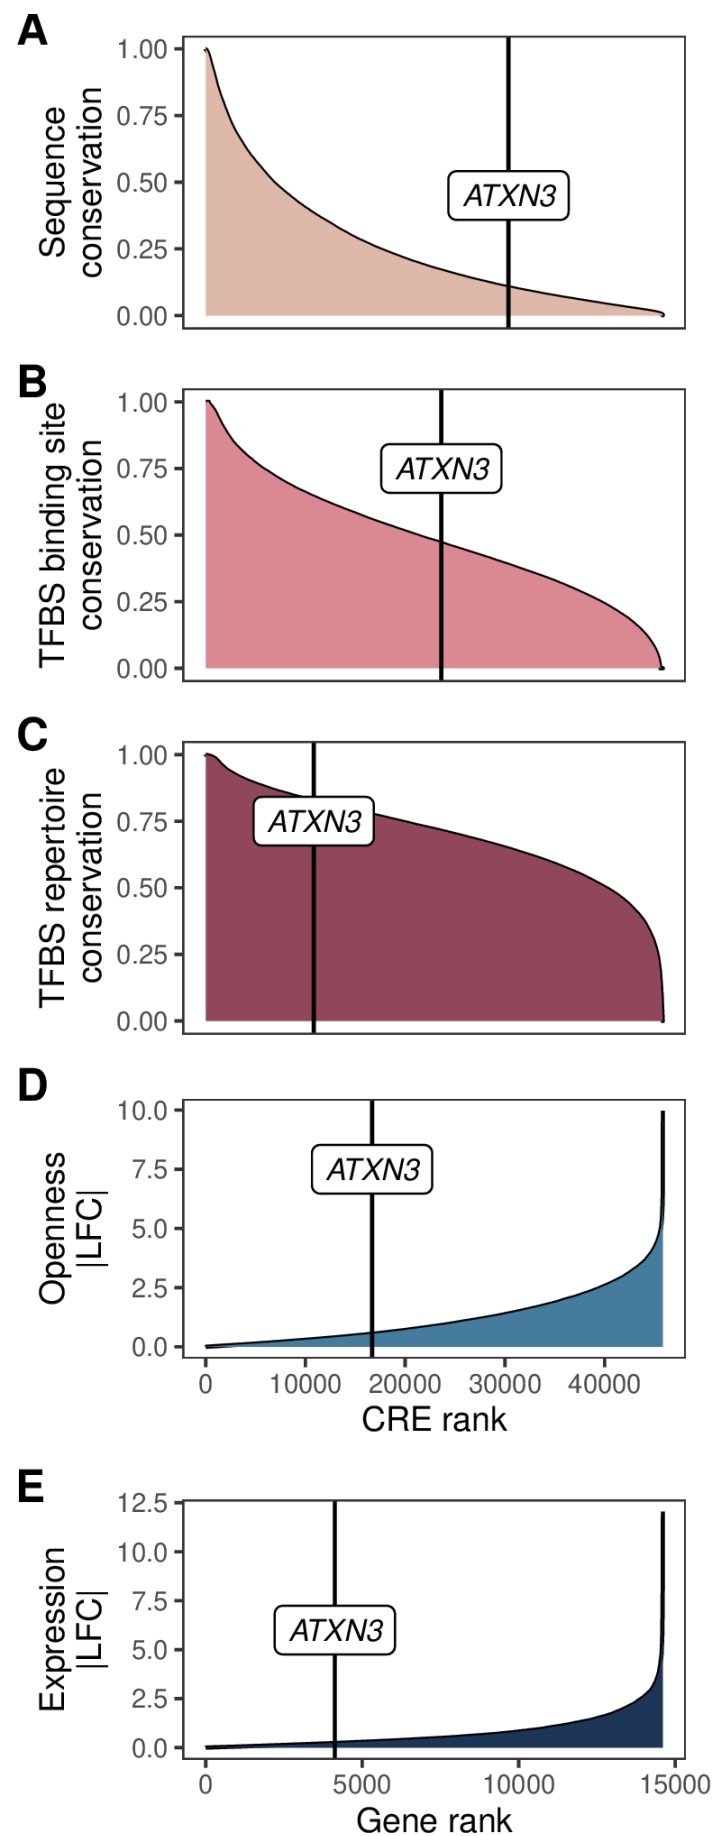 A
Sequence
conservation
1.00
0.75
0.50
0.25
0.00
ATXN3
B
TFBS binding site
conservation
1.00
0.75
0.50
0.25
0.00
ATXN3
C
TFBS repertoire
conservation
1.00
0.75
0.50
0.25
0.00
ATXN3
D
Openness
|LFC|
10.0
7.5
5.0
2.5
0.0
ATXN3
0 10000 20000 30000 40000
CRE rank
E
Expression
|LFC|
12.5
10.0
7.5
5.0
2.5
0.0
ATXN3
0 5000 10000 15000
Gene rank